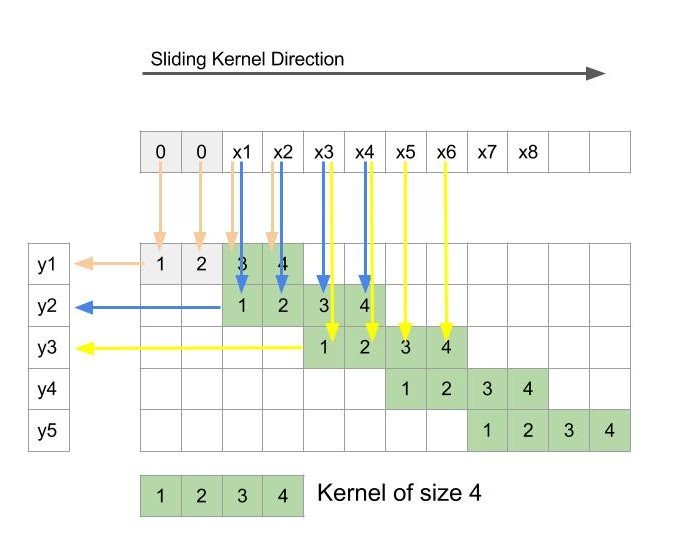 Sliding Kernel Direction
0 0 x1 x2 x3 x4 x5 x6 x7 x8
y1 1 2 3 4
y2 1 2 3 4
y3 1 2 3 4
y4 1 2 3 4
y5 1 2 3 4
1 2 3 4 Kernel of size 4